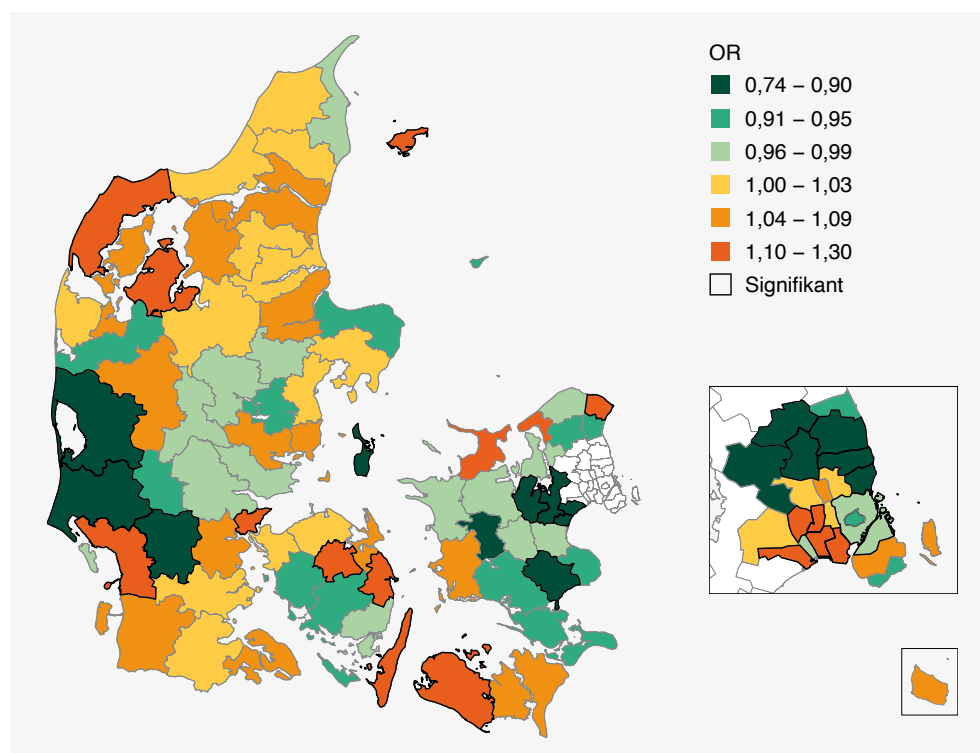 OR
0,74 – 0,90
0,91 – 0,95
0,96 – 0,99
1,00 – 1,03
1,04 – 1,09
1,10 – 1,30
Signifikant